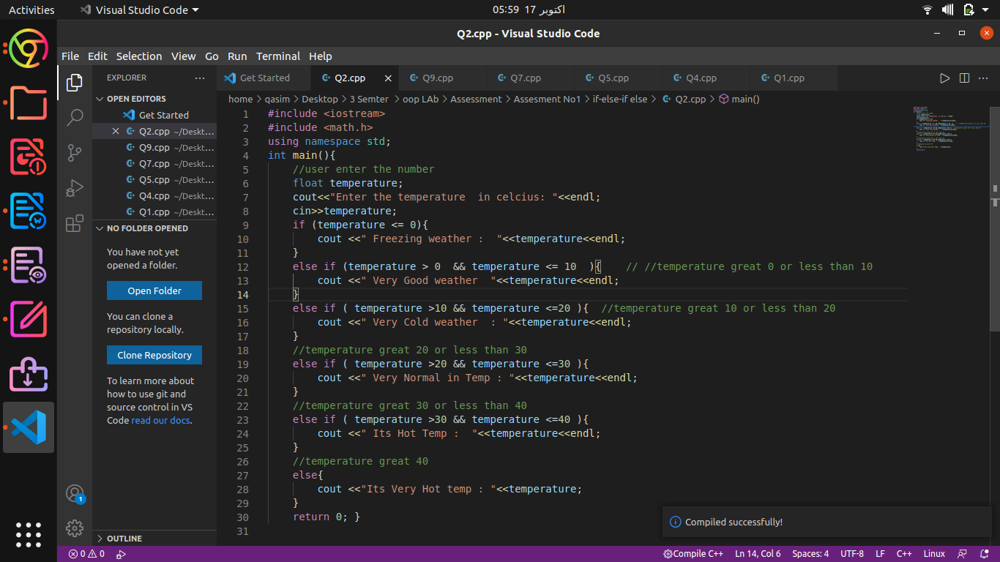 Activities
Visual Studio Code
05:59 17 اکتوبر
Q2.cpp - Visual Studio Code
File Edit Selection View Go Run Terminal Help
EXPLORER
Get Started Q2.cpp Q9.cpp Q7.cpp Q5.cpp Q4.cpp Q1.cpp
home > qasim > Desktop > 3 Semter > oop LAb > Assessment > Assesment No1 > if-else-if else > Q2.cpp > main()
OPEN EDITORS
Get Started
Q2.cpp ~/Deskt...
Q9.cpp ~/Deskt...
Q7.cpp ~/Deskt...
Q5.cpp ~/Deskt...
Q4.cpp ~/Deskt...
Q1.cpp ~/Deskt...
NO FOLDER OPENED
You have not yet
opened a folder.
Open Folder
You can clone a
repository locally.
Clone Repository
To learn more about
how to use git and
source control in VS
Code read our docs.
OUTLINE
1
1 #include <iostream>
2 #include <math.h>
3 using namespace std;
4 int main(){
5 //user enter the number
6 float temperature;
7 cout<<"Enter the temperature  in celcius: "<<endl;
8 cin>>temperature;
9 if (temperature <= 0){
10 cout <<" Freezing weather :  "<<temperature<<endl;
11 }
12 else if (temperature > 0  && temperature <= 10  ){    // //temperature great 0 or less than 10
13 cout <<" Very Good weather  "<<temperature<<endl;
14 }
15 else if ( temperature >10 && temperature <=20 ){  //temperature great 10 or less than 20
16 cout <<" Very Cold weather  : "<<temperature<<endl;
17 }
18 //temperature great 20 or less than 30
19 else if ( temperature >20 && temperature <=30 ){
20 cout <<" Very Normal in Temp : "<<temperature<<endl;
21 }
22 //temperature great 30 or less than 40
23 else if ( temperature >30 && temperature <=40 ){
24 cout <<" Its Hot Temp :  "<<temperature<<endl;
25 }
26 //temperature great 40
27 else{
28 cout <<"Its Very Hot temp : "<<temperature;
29 }
30 return 0; }
31
Compiled successfully!
0 0
Compile C++ Ln 14, Col 6 Spaces: 4 UTF-8 LF C++ Linux